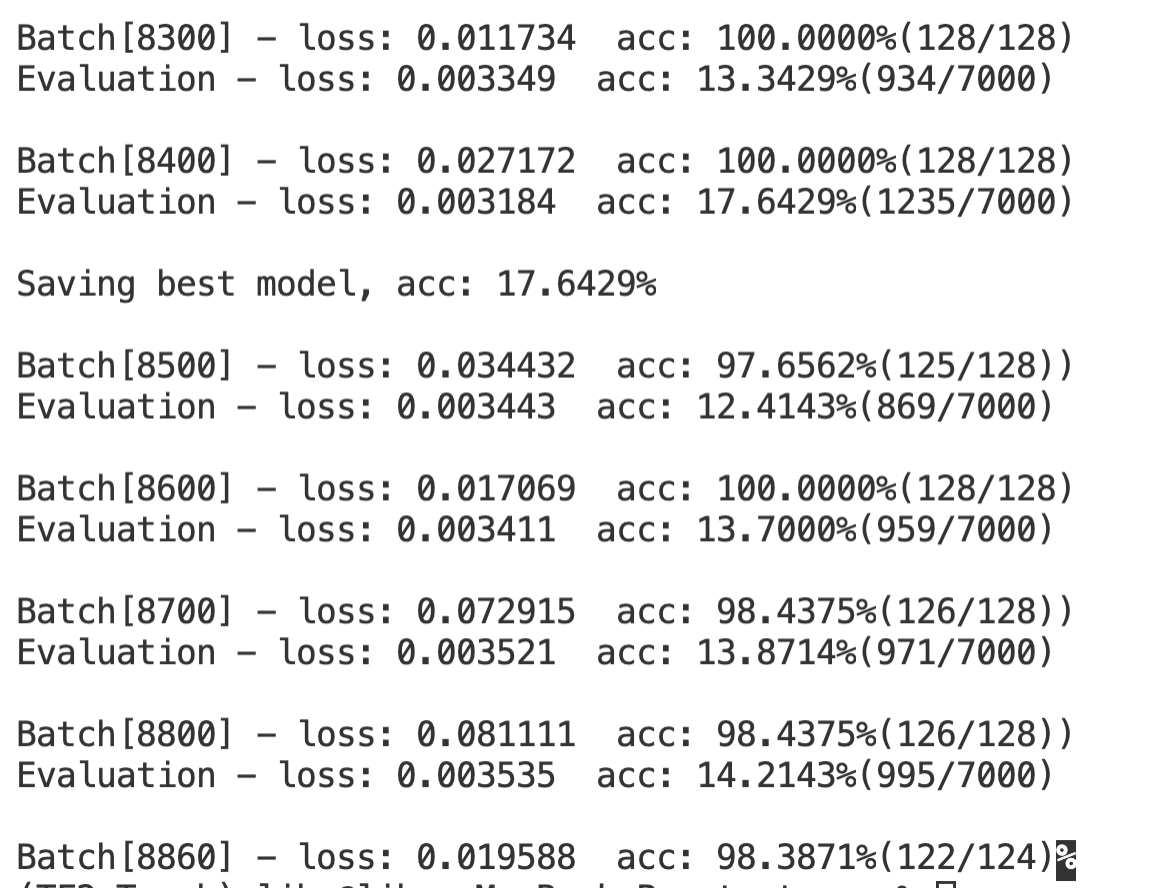 Batch[8300] - loss: 0.011734  acc: 100.0000%(128/128)
Evaluation - loss: 0.003349  acc: 13.3429%(934/7000)
Batch[8400] - loss: 0.027172  acc: 100.0000%(128/128)
Evaluation - loss: 0.003184  acc: 17.6429%(1235/7000)
Saving best model, acc: 17.6429%
Batch[8500] - loss: 0.034432  acc: 97.6562%(125/128))
Evaluation - loss: 0.003443  acc: 12.4143%(869/7000)
Batch[8600] - loss: 0.017069  acc: 100.0000%(128/128)
Evaluation - loss: 0.003411  acc: 13.7000%(959/7000)
Batch[8700] - loss: 0.072915  acc: 98.4375%(126/128))
Evaluation - loss: 0.003521  acc: 13.8714%(971/7000)
Batch[8800] - loss: 0.081111  acc: 98.4375%(126/128))
Evaluation - loss: 0.003535  acc: 14.2143%(995/7000)
Batch[8860] - loss: 0.019588  acc: 98.3871%(122/124)%